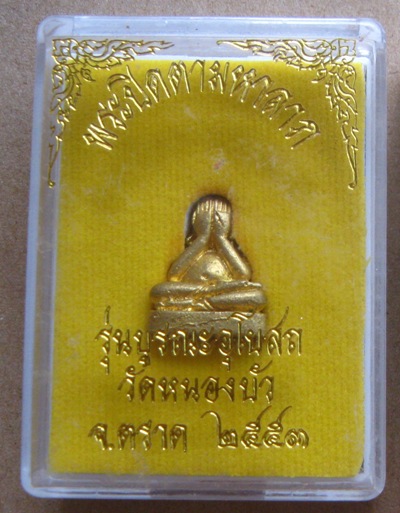 พระปิดตามหาลาภ
รุ่นบูรณะอุโบสถ
วัดหนองบัว
จ.ตราด ๒๕๕๓